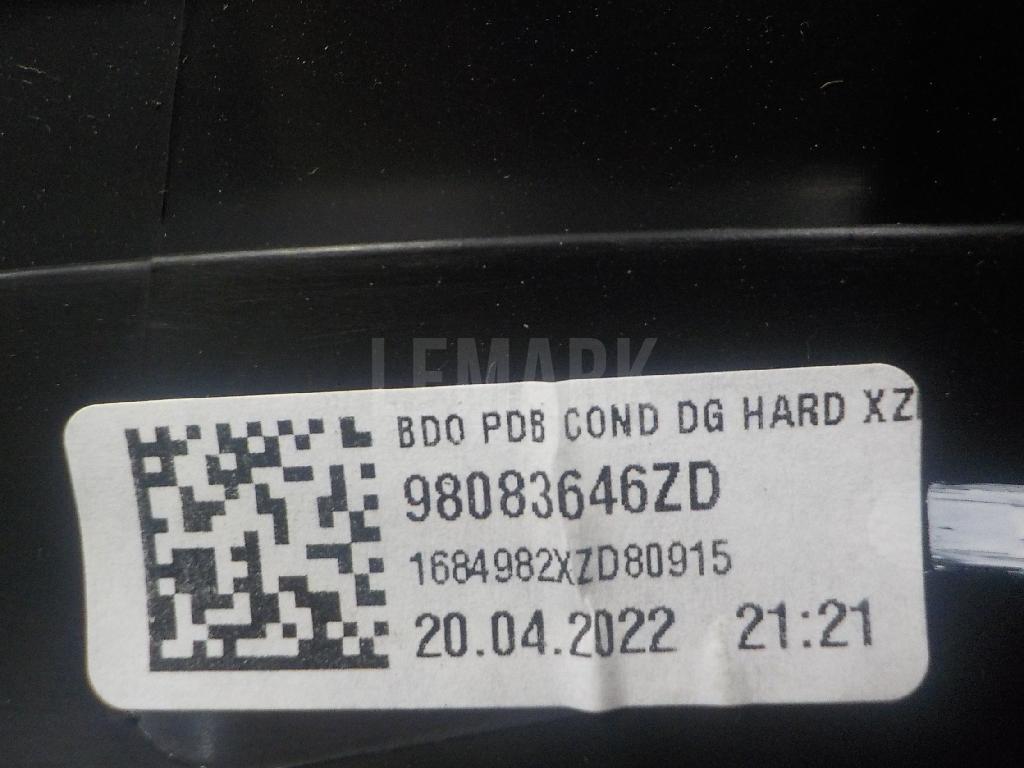 LEMARK
BDO PDB COND DG HARD XZ
98083646ZD
1684982XZD80915
20.04.2022 21:21